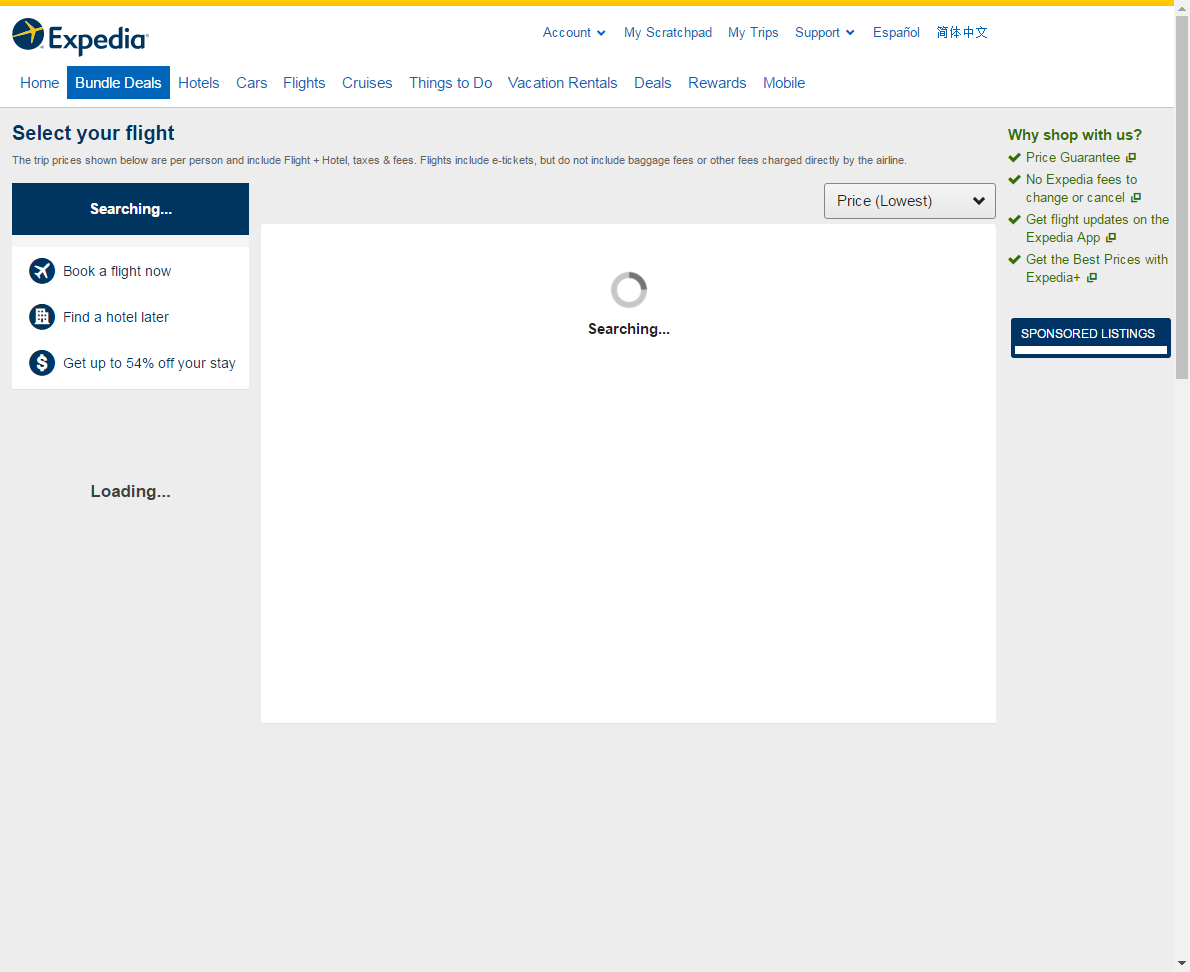 Expedia
Account My Scratchpad My Trips Support Español 简体中文
Home Bundle Deals Hotels Cars Flights Cruises Things to Do Vacation Rentals Deals Rewards Mobile
Select your flight
The trip prices shown below are per person and include Flight + Hotel, taxes & fees. Flights include e-tickets, but do not include baggage fees or other fees charged directly by the airline.
Searching...
Book a flight now
Find a hotel later
Get up to 54% off your stay
Loading...
Price (Lowest)
Searching...
Why shop with us?
Price Guarantee
No Expedia fees to
change or cancel
Get flight updates on the
Expedia App
Get the Best Prices with
Expedia+
SPONSORED LISTINGS